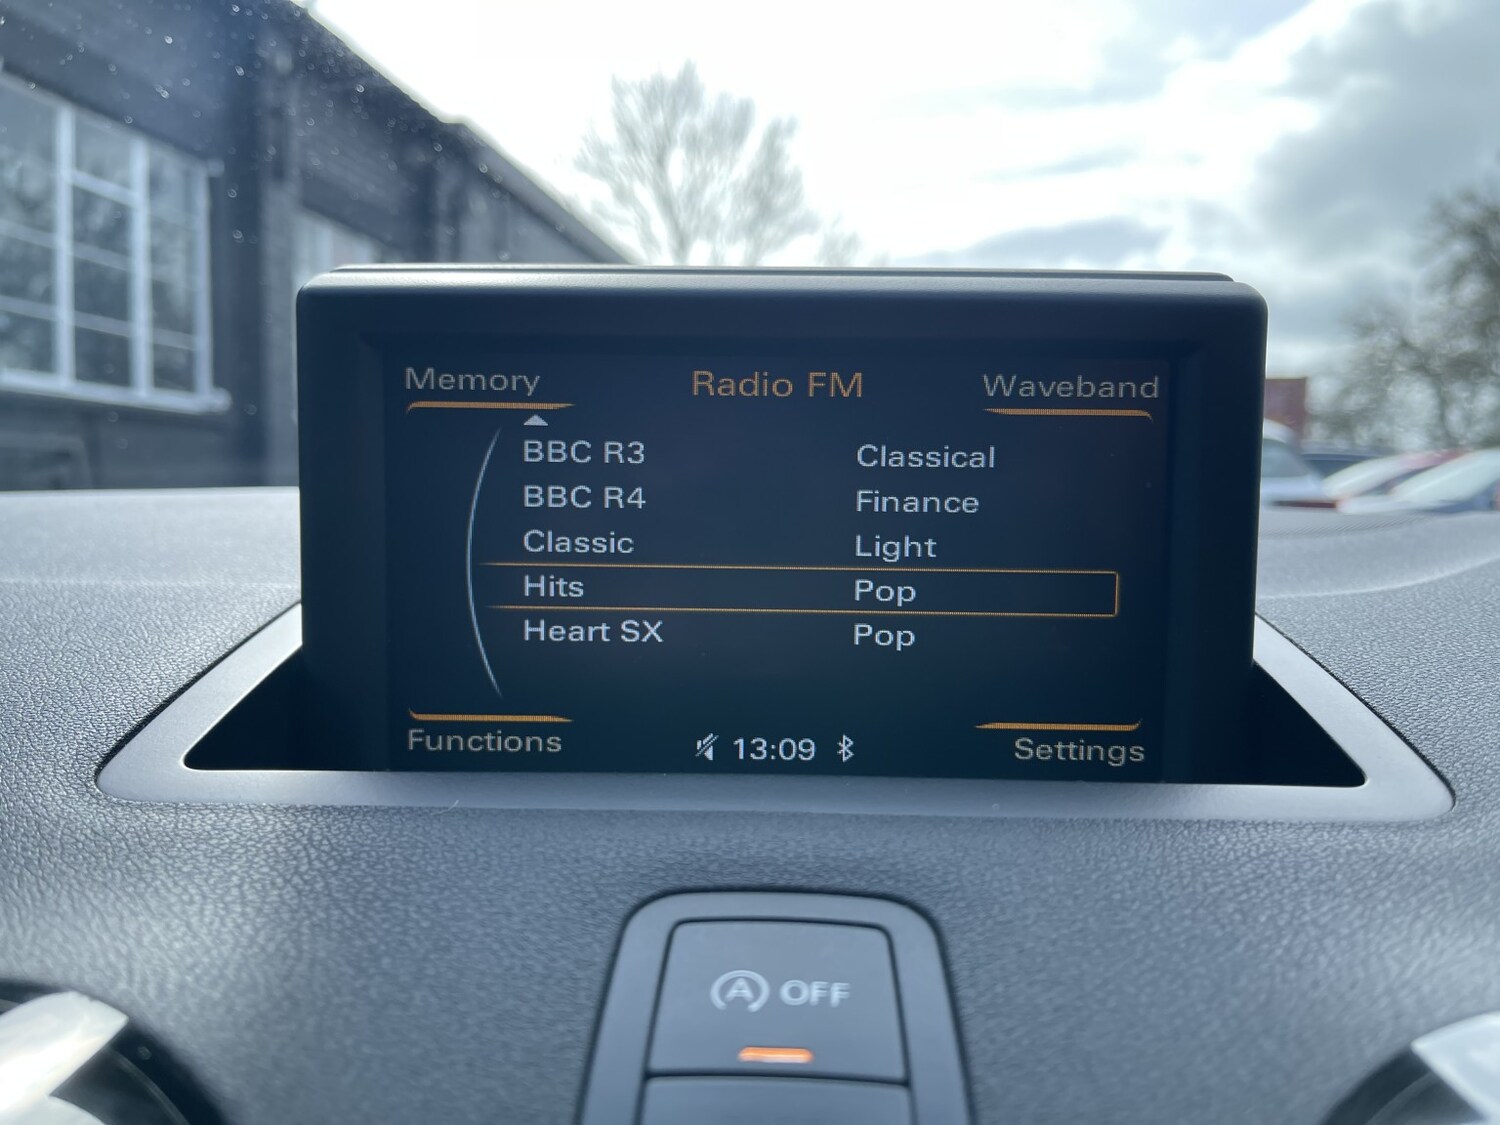 Memory Radio FM Waveband
BBC R3 Classical
BBC R4 Finance
Classic Light
Hits Pop
Heart SX Pop
Functions 13:09 Settings
A OFF